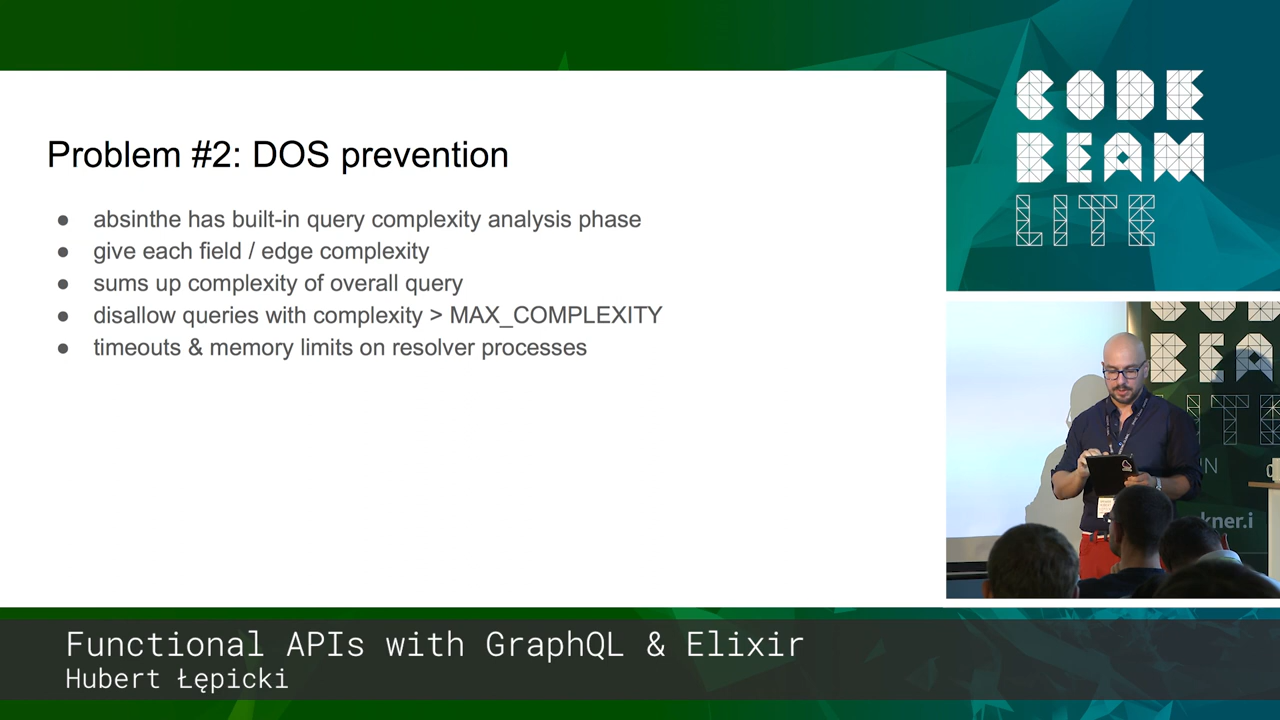 Problem #2: DOS prevention
● absinthe has built-in query complexity analysis phase
● give each field / edge complexity
● sums up complexity of overall query
● disallow queries with complexity > MAX_COMPLEXITY
● timeouts & memory limits on resolver processes
CODE
BEAM
LITE
BEA
kner.i
Functional APIs with GraphQL & Elixir
Hubert Łępicki